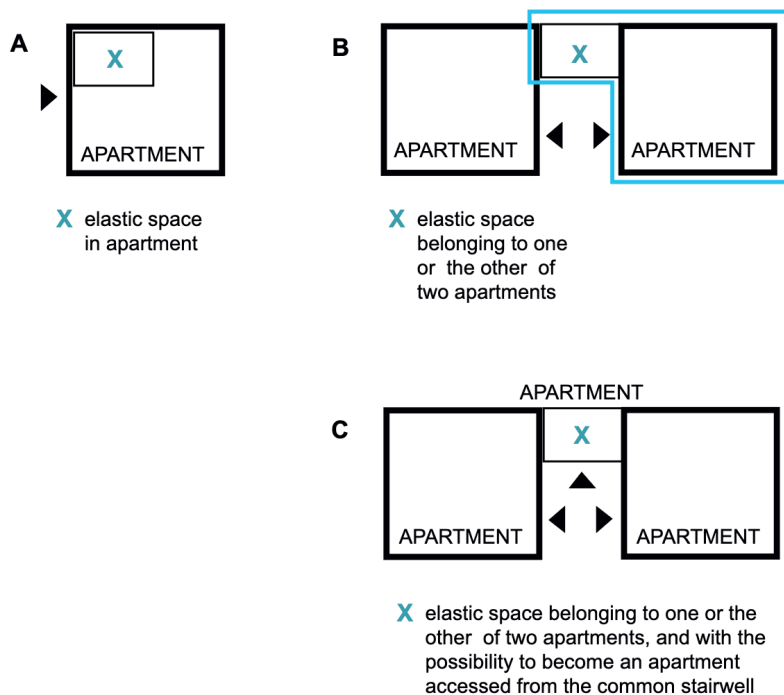 A
X
APARTMENT
X elastic space
in apartment
B
X
APARTMENT
APARTMENT
X elastic space
belonging to one
or the other of
two apartments
APARTMENT
C
X
APARTMENT
APARTMENT
X elastic space belonging to one or the
other of two apartments, and with the
possibility to become an apartment
accessed from the common stairwell